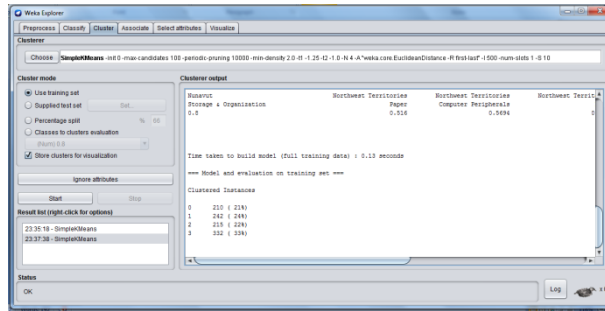 Weka Explorer
Preprocess Classify Cluster Associate Select attributes Visualize
Clusterer
Choose SimpleKMeans -init 0 -max-candidates 100 -periodic-pruning 10000 -min-density 2.0 -t1 -1.25 -t2 -1.0 -N 4 -A "weka.core.EuclideanDistance -R first-last" -I 500 -num-slots 1 -S 10
Cluster mode
Use training set
Supplied test set Set...
Percentage split % 66
Classes to clusters evaluation
(Num) 0.8
Store clusters for visualization
Ignore attributes
Start Stop
Result list (right-click for options)
23:35:18 - SimpleKMeans
23:37:38 - SimpleKMeans
Clusterer output
Nunavut Northwest Territories Northwest Territories Northwest Territ
Storage & Organization Paper Computer Peripherals
0.8 0.516 0.5694 0
Time taken to build model (full training data) : 0.13 seconds
=== Model and evaluation on training set ===
Clustered Instances
0 210 ( 21%)
1 242 ( 24%)
2 215 ( 22%)
3 332 ( 33%)
Status
OK
Log